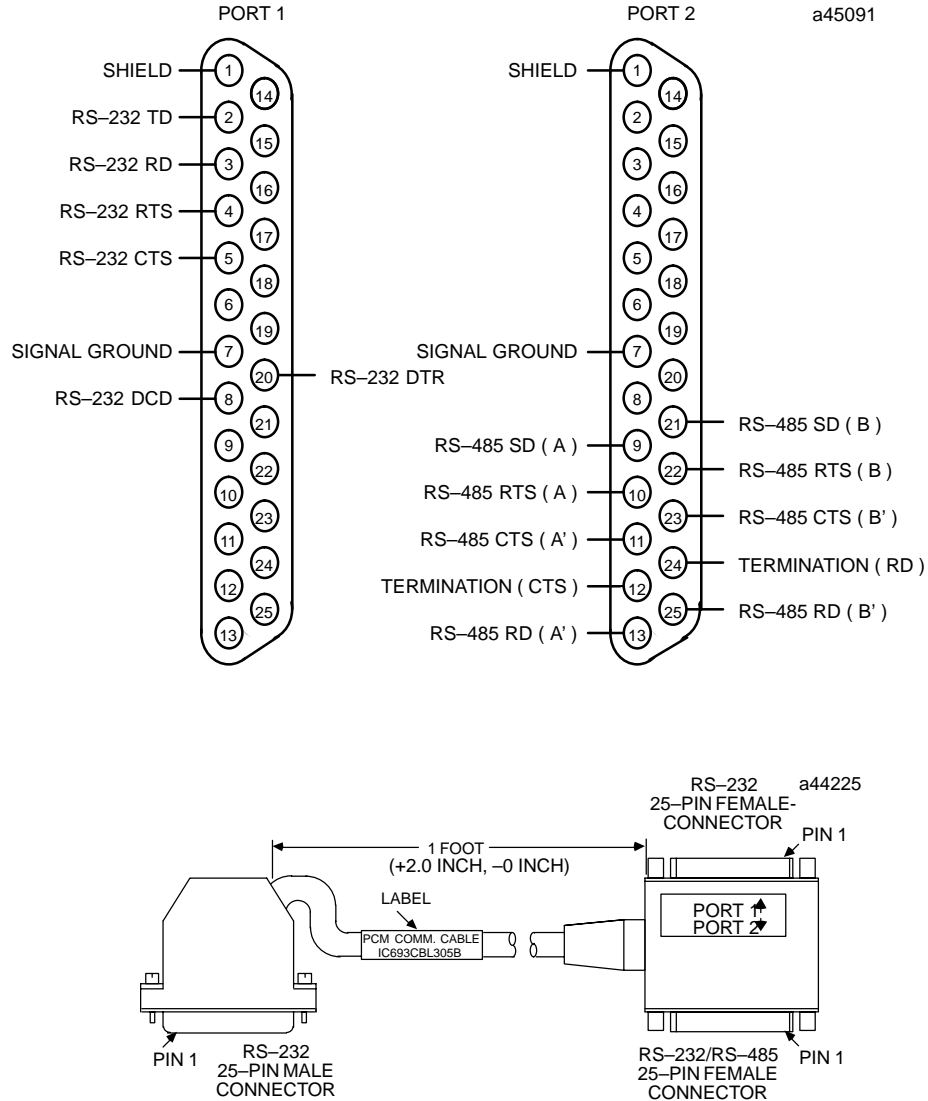 PORT 1
PORT 2
a45091
SHIELD
1
14
RS–232 TD
2
15
RS–232 RD
3
16
RS–232 RTS
4
17
RS–232 CTS
5
18
6
19
SIGNAL GROUND
7
20
RS–232 DTR
RS–232 DCD
8
21
9
22
10
23
11
24
12
25
13
SHIELD
1
14
2
15
3
16
4
17
5
18
6
19
SIGNAL GROUND
7
20
8
21
RS–485 SD ( B )
RS–485 SD ( A )
9
22
RS–485 RTS ( B )
RS–485 RTS ( A )
10
23
RS–485 CTS ( B' )
RS–485 CTS ( A' )
11
24
TERMINATION ( RD )
TERMINATION ( CTS )
12
25
RS–485 RD ( B' )
RS–485 RD ( A' )
13
RS–232
25–PIN FEMALE-
CONNECTOR
a44225
PIN 1
1 FOOT
(+2.0 INCH, –0 INCH)
LABEL
PCM COMM. CABLE
IC693CBL305B
PORT 1
PORT 2
PIN 1
RS–232
25–PIN MALE
CONNECTOR
RS–232/RS–485
25–PIN FEMALE
CONNECTOR
PIN 1